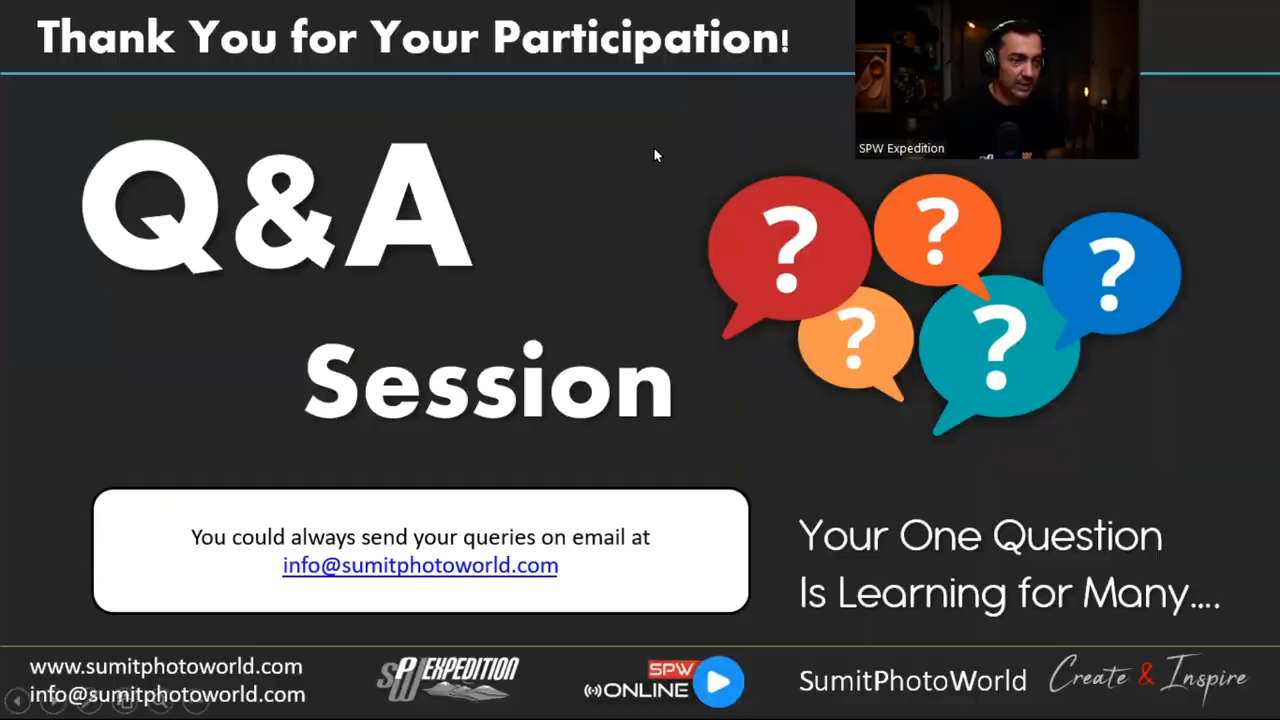 Thank You for Your Participation!
SPW Expedition
Q&A
Session
? ? ? ? ?
You could always send your queries on email at
info@sumitphotoworld.com
Your One Question
Is Learning for Many....
www.sumitphotoworld.com
info@sumitphotoworld.com
SPW EXPEDITION
SPW
ONLINE
SumitPhotoWorld
Create & Inspire